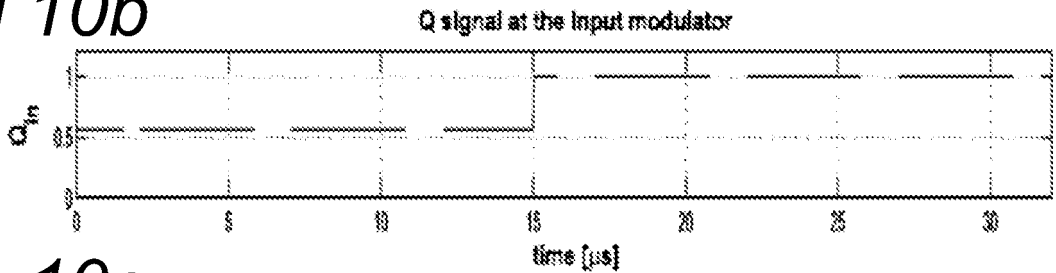 10b
Q signal at the Input modulator
1
Q_in
0.5
0
0 5 10 15 20 25 30
time [µs]